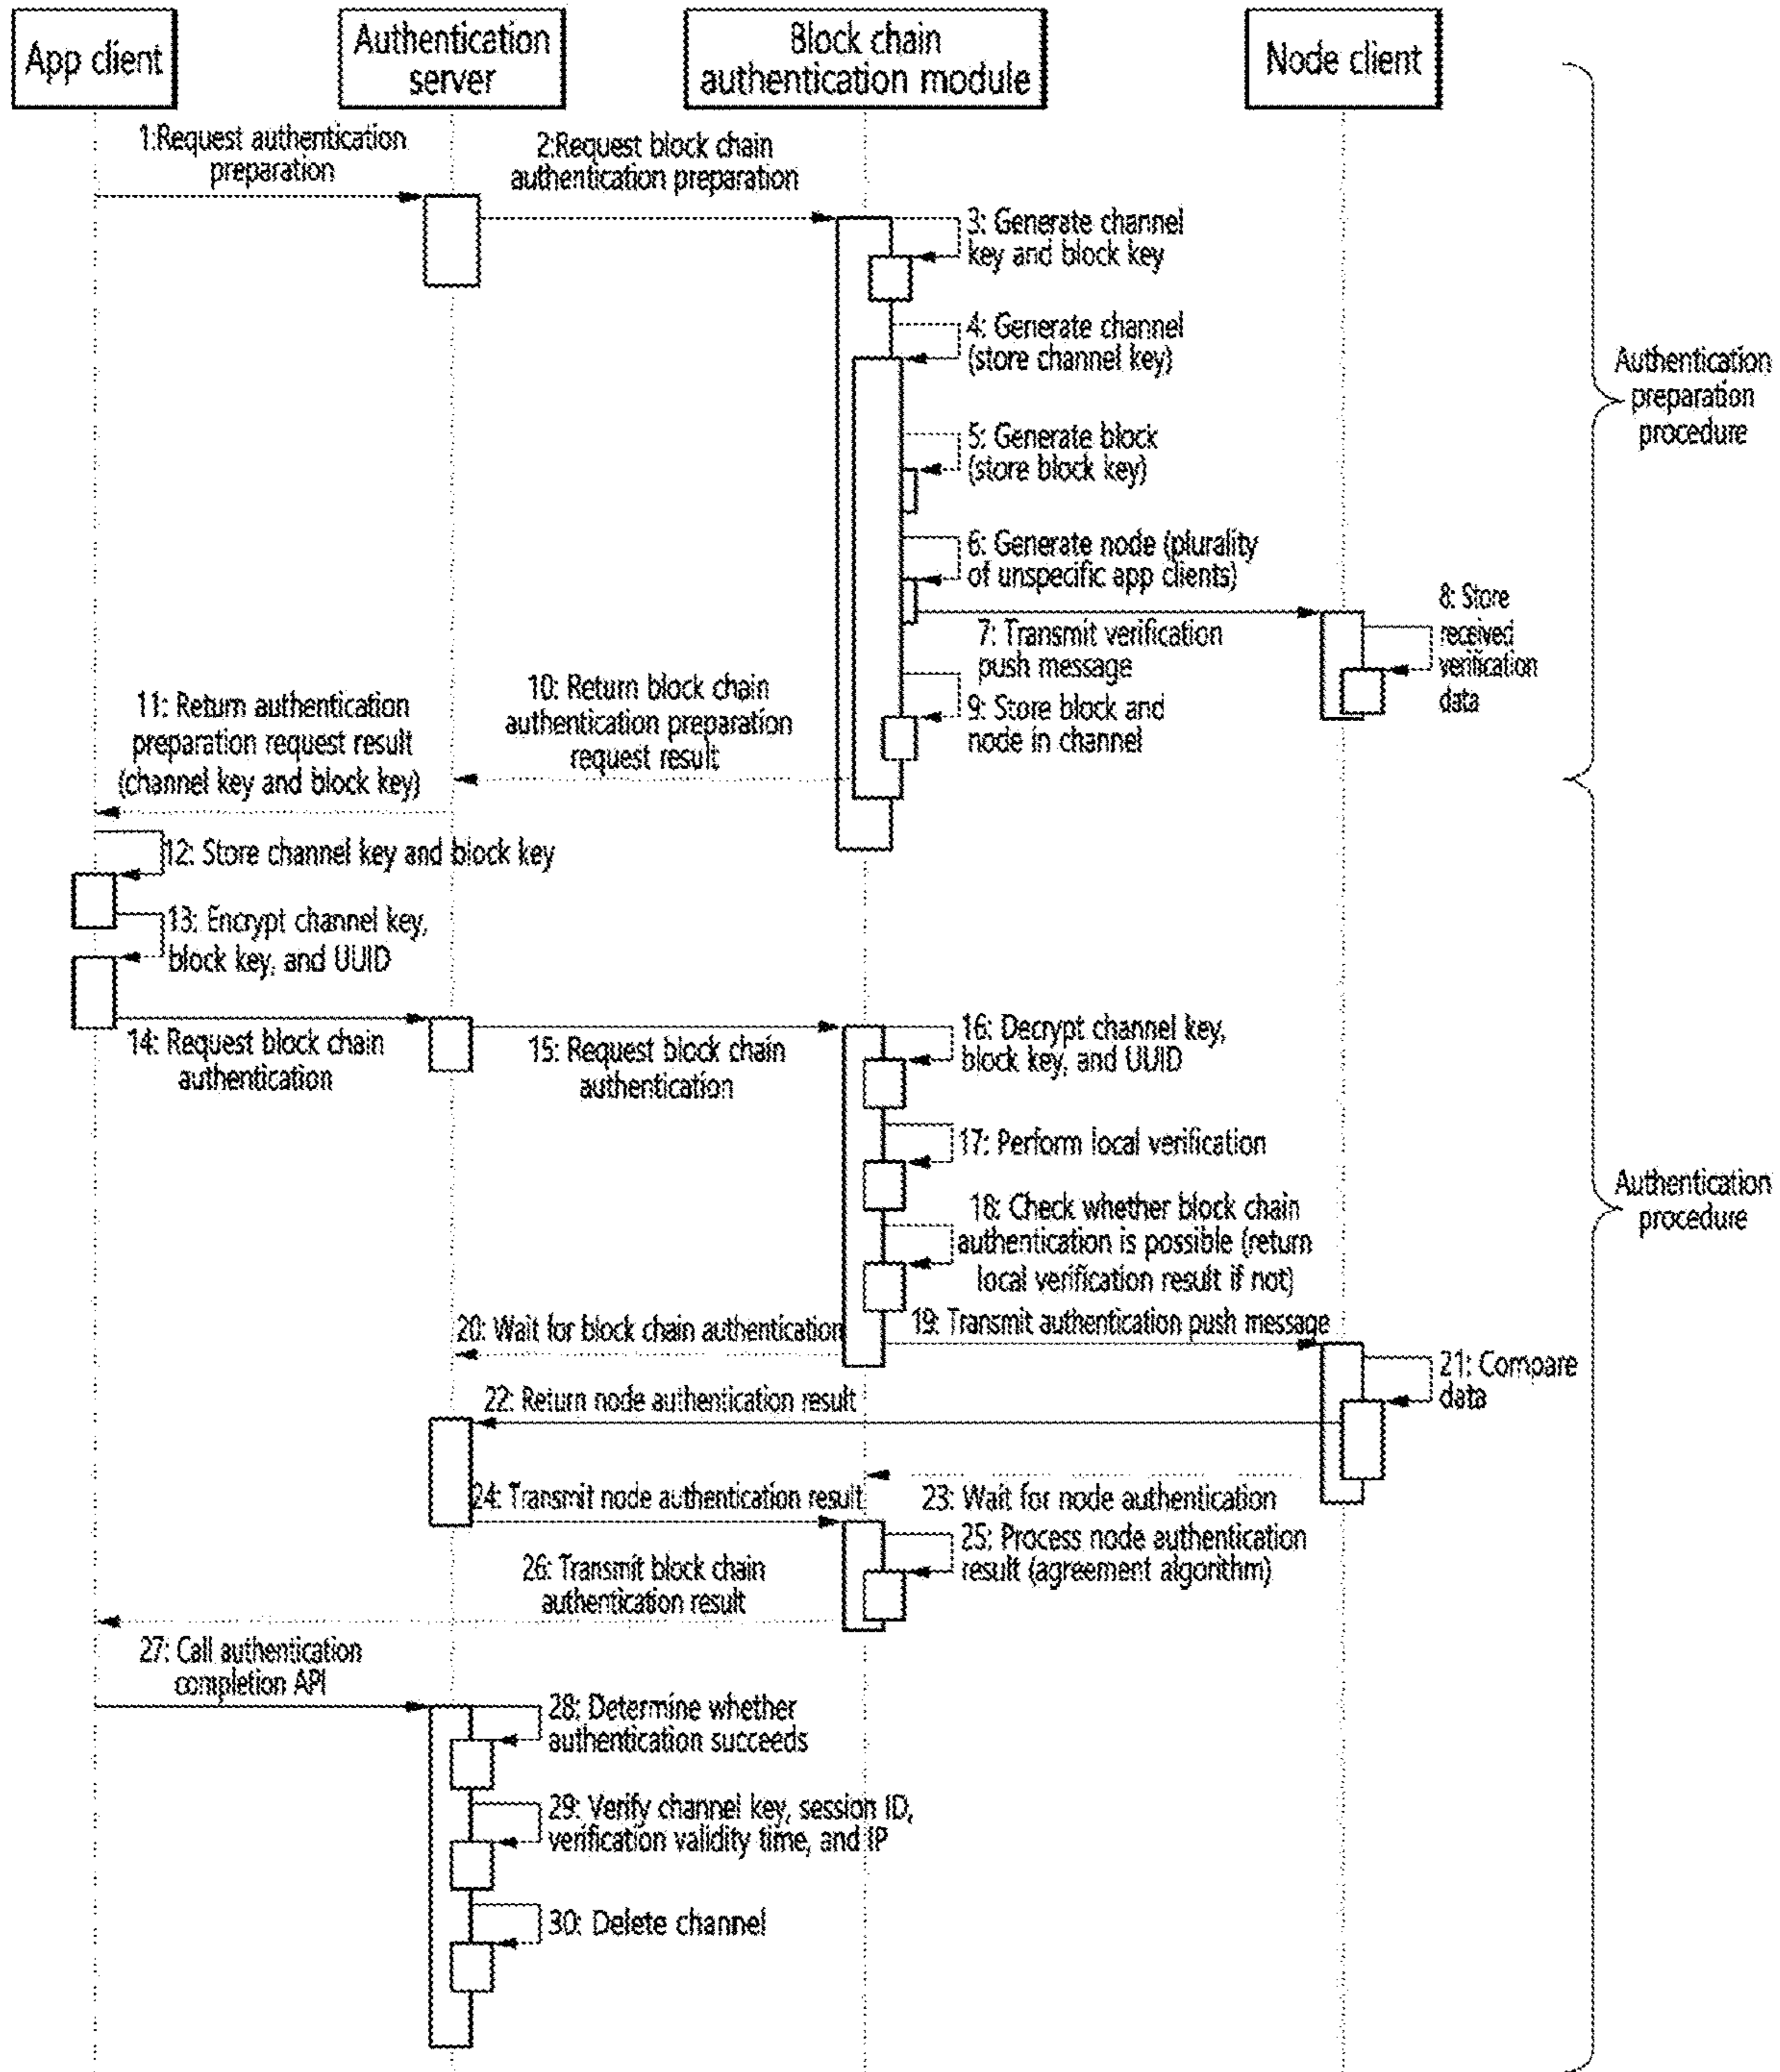 App client
Authentication
server
Block chain
authentication module
Node client
1:Request authentication
preparation
2:Request block chain
authentication preparation
3: Generate channel
key and block key
4: Generate channel
(store channel key)
Authentication
preparation
procedure
5: Generate block
(store block key)
6: Generate node (plurality
of unspecific app clients)
7: Transmit verification
push message
8: Store
received
verification
data
9: Store block and
node in channel
10: Return block chain
authentication preparation
request result
11: Return authentication
preparation request result
(channel key and block key)
12: Store channel key and block key
13: Encrypt channel key,
block key, and UUID
14: Request block chain
authentication
15: Request block chain
authentication
16: Decrypt channel key,
block key, and UUID
17: Perform local verification
Authentication
procedure
18: Check whether block chain
authentication is possible (return
local verification result if not)
19: Transmit authentication push message
20: Wait for block chain authentication
21: Compare
data
22: Return node authentication result
23: Wait for node authentication
24: Transmit node authentication result
25: Process node authentication
result (agreement algorithm)
26: Transmit block chain
authentication result
27: Call authentication
completion API
28: Determine whether
authentication succeeds
29: Verify channel key, session ID,
verification validity time, and IP
30: Delete channel